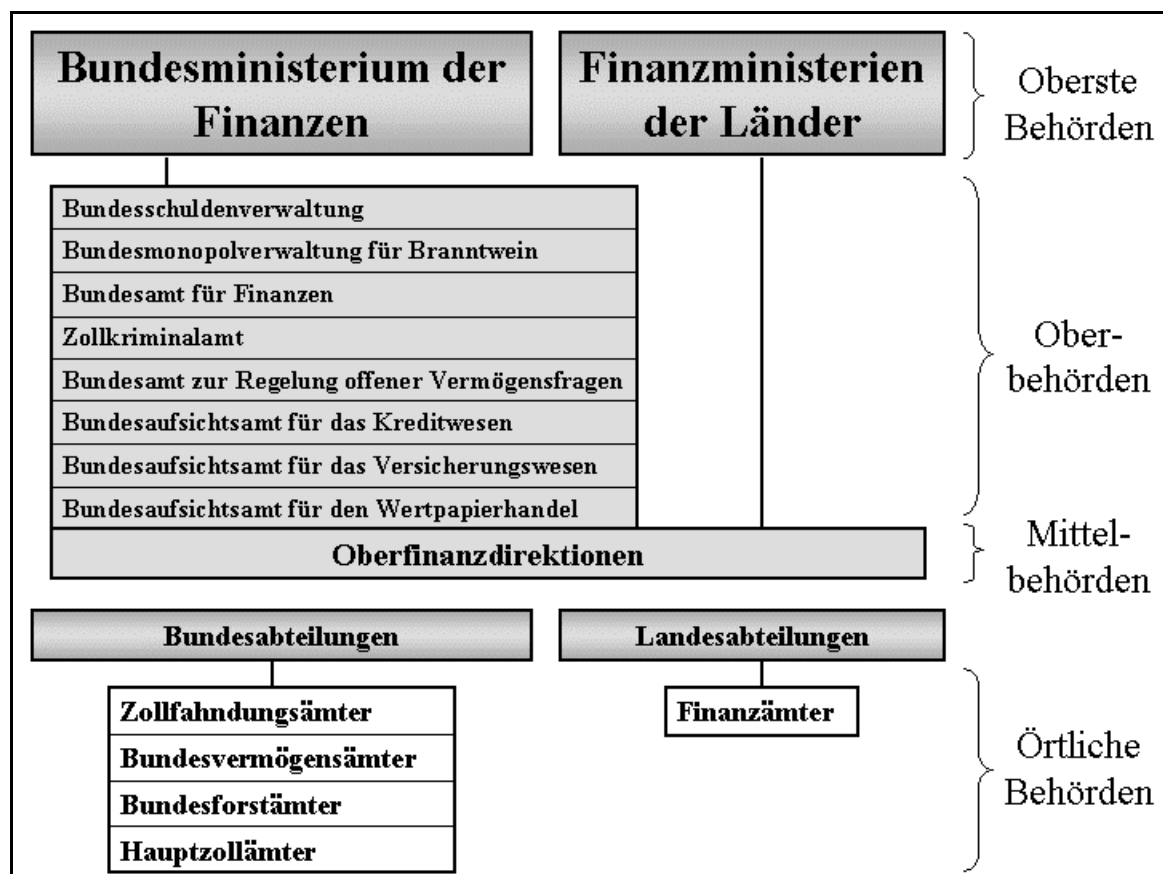 Bundesministerium der
Finanzen
Finanzministerien
der Länder
Oberste
Behörden
Bundesschuldenverwaltung
Bundesmonopolverwaltung für Branntwein
Bundesamt für Finanzen
Zollkriminalamt
Bundesamt zur Regelung offener Vermögensfragen
Bundesaufsichtsamt für das Kreditwesen
Bundesaufsichtsamt für das Versicherungswesen
Bundesaufsichtsamt für den Wertpapierhandel
Ober-
behörden
Oberfinanzdirektionen
Mittel-
behörden
Bundesabteilungen
Landesabteilungen
Zollfahndungsämter
Bundesvermögensämter
Bundesforstämter
Hauptzollämter
Finanzämter
Örtliche
Behörden